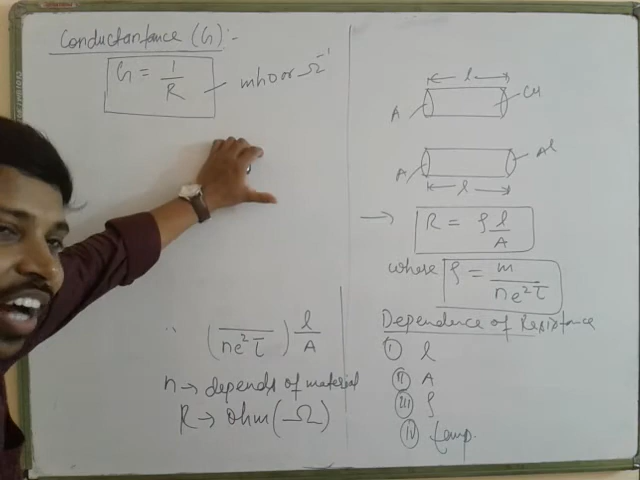 Conductantance (G):-
G = 1/R mho or Ω⁻¹
l
A Cu
A Al
l
→ R = ρ l/A
where ρ = m/ne²τ
∵ ( /ne²τ) l/A
n → depends of material
R → ohm (Ω)
Dependence of Resistance
(i) l
(ii) A
(iii) ρ
(iv) temp.